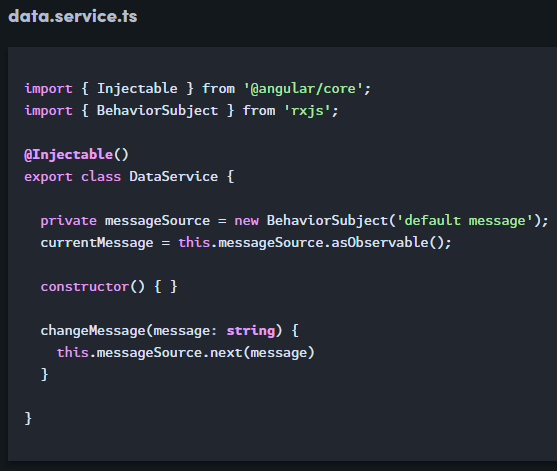 data.service.ts
import { Injectable } from '@angular/core';
import { BehaviorSubject } from 'rxjs';
@Injectable()
export class DataService {
private messageSource = new BehaviorSubject('default message');
currentMessage = this.messageSource.asObservable();
constructor() { }
changeMessage(message: string) {
this.messageSource.next(message)
}
}